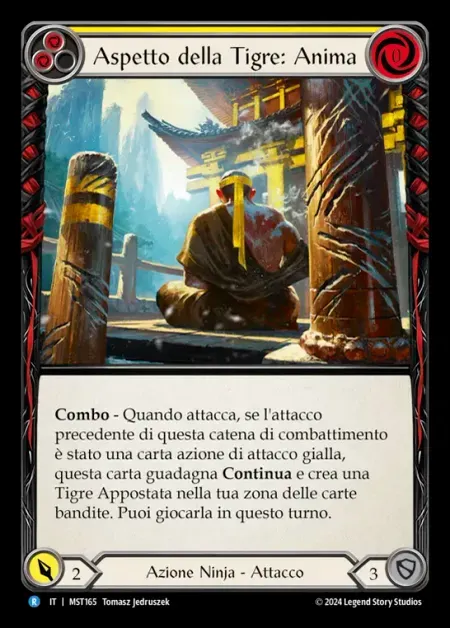 Aspetto della Tigre: Anima
0
Combo - Quando attacca, se l'attacco
precedente di questa catena di combattimento
è stato una carta azione di attacco gialla,
questa carta guadagna Continua e crea una
Tigre Appostata nella tua zona delle carte
bandite. Puoi giocarla in questo turno.
2
Azione Ninja - Attacco
3
R IT | MST165 Tomasz Jedruszek
© 2024 Legend Story Studios